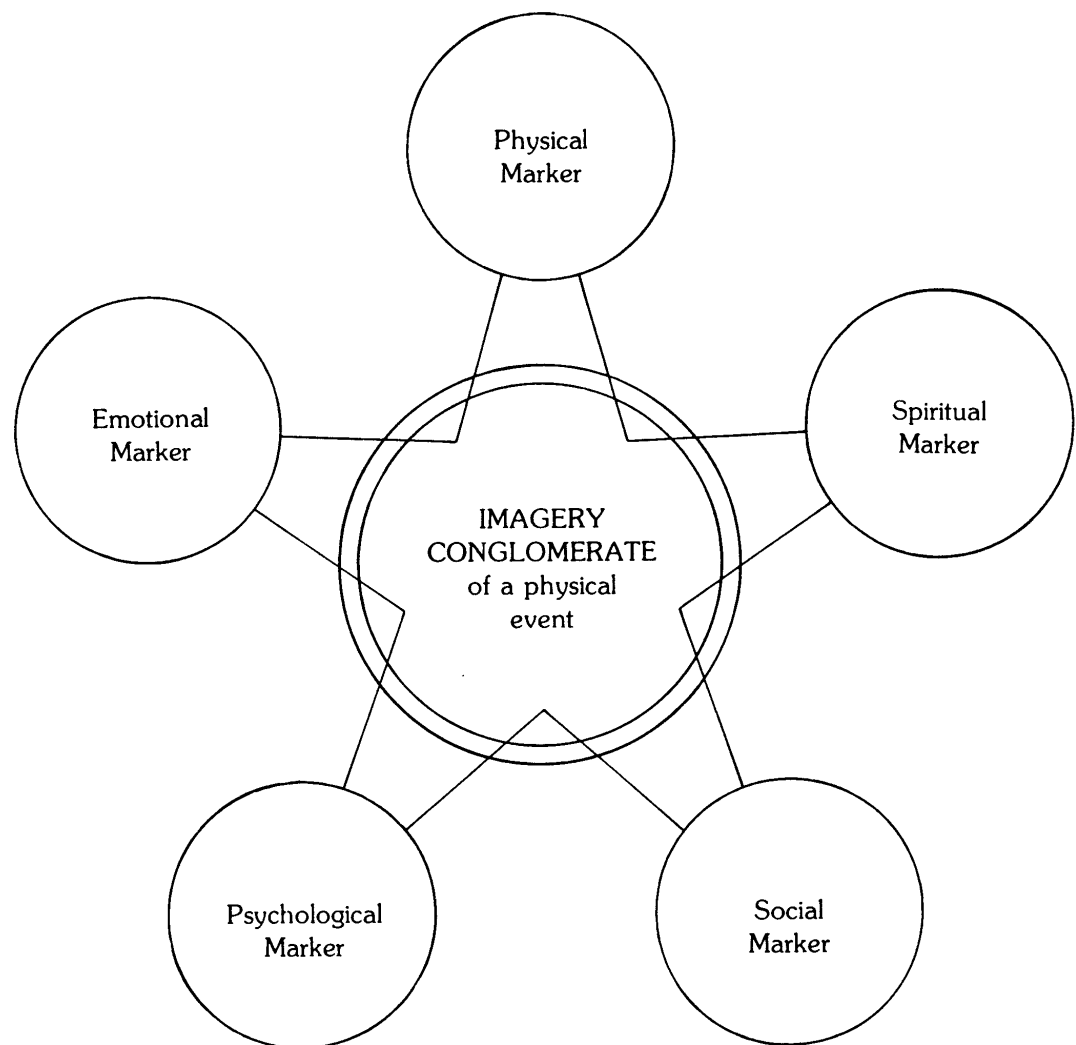 Physical
Marker
Emotional
Marker
Spiritual
Marker
IMAGERY
CONGLOMERATE
of a physical
event
Psychological
Marker
Social
Marker